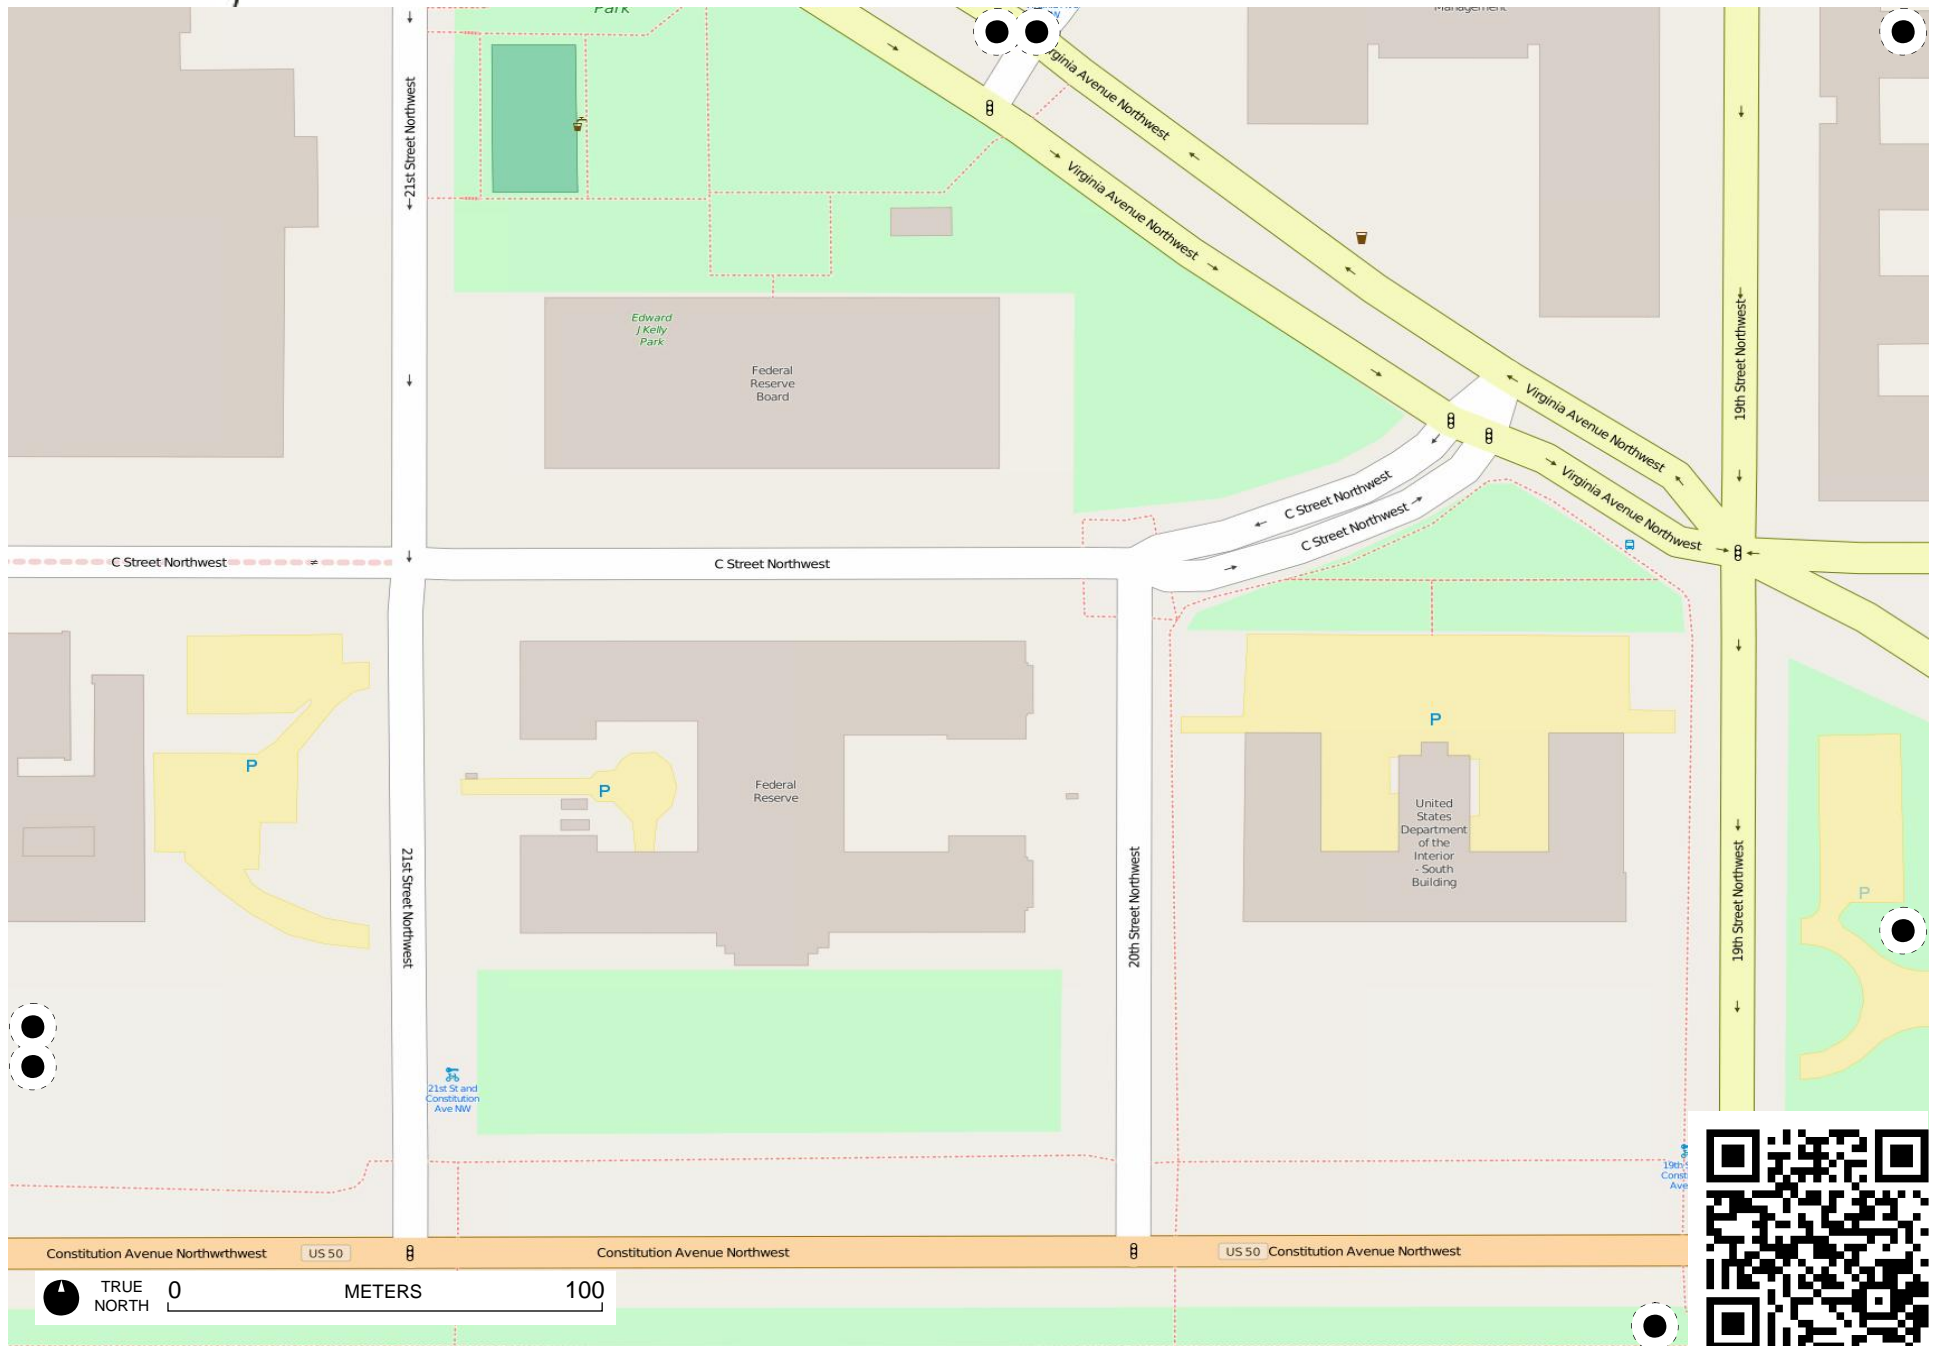 Park
Management
21st Street Northwest
Virginia Avenue Northwest
Virginia Avenue Northwest
19th Street Northwest
Edward
J Kelly
Park
Federal
Reserve
Board
Virginia Avenue Northwest
Virginia Avenue Northwest
C Street Northwest
C Street Northwest
C Street Northwest
C Street Northwest
P
P
P
P
Federal
Reserve
United
States
Department
of the
Interior
- South
Building
21st Street Northwest
20th Street Northwest
19th Street Northwest
21st St and
Constitution
Ave NW
19th
Const
Ave
Constitution Avenue Northwrthwest
US 50
Constitution Avenue Northwest
US 50
Constitution Avenue Northwest
TRUE
NORTH
0
METERS
100